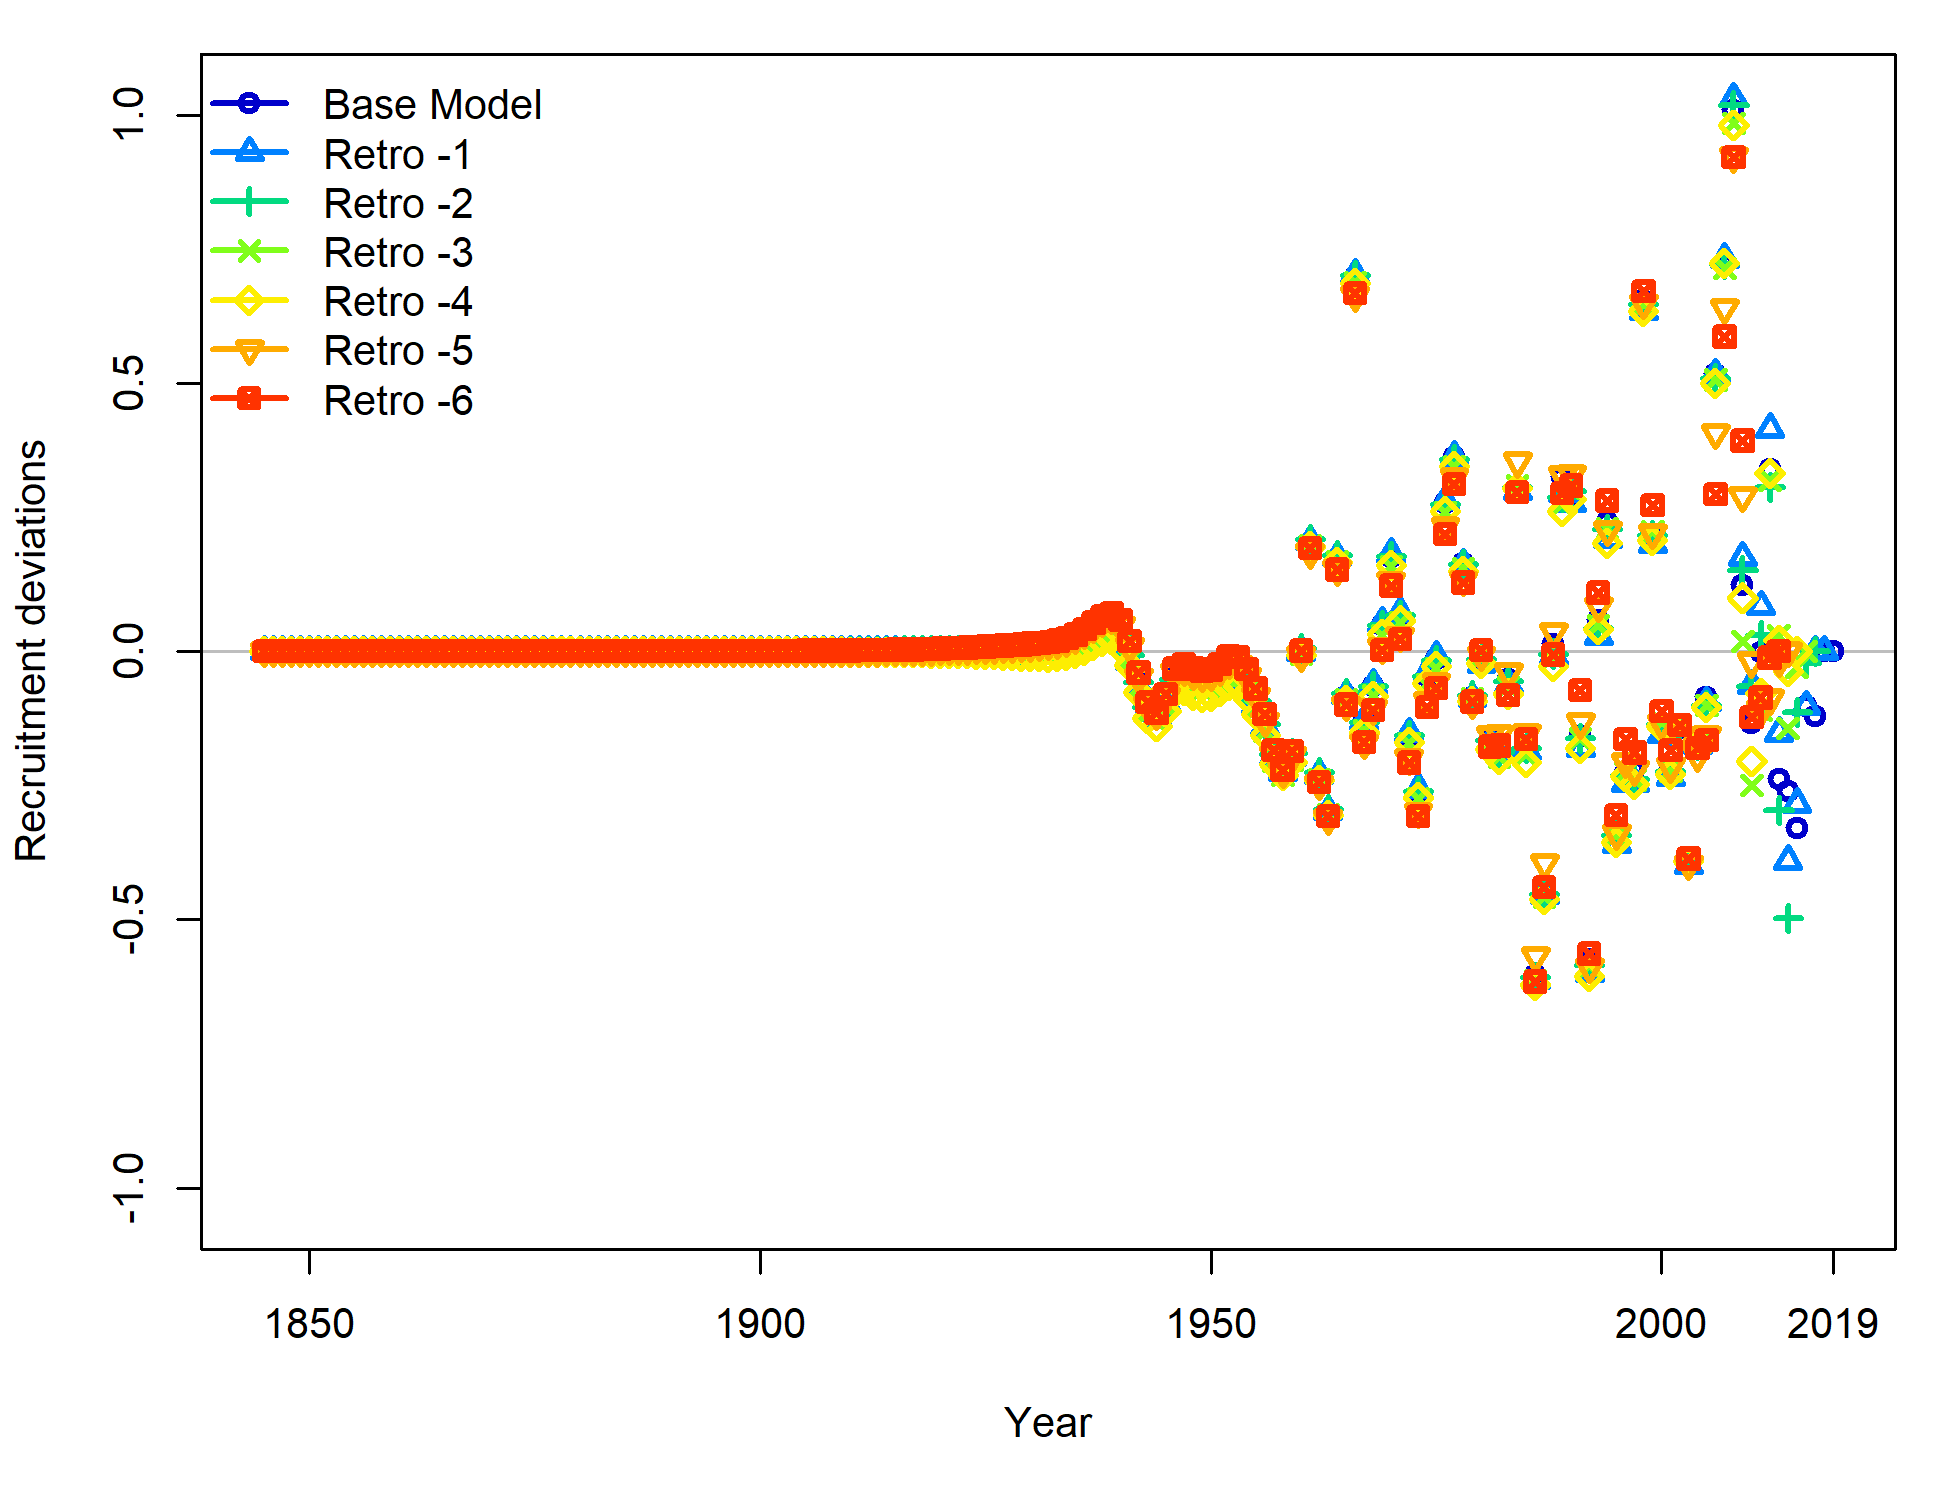 Base Model
Retro -1
Retro -2
Retro -3
Retro -4
Retro -5
Retro -6
1.0
0.5
0.0
-0.5
-1.0
Recruitment deviations
1850
1900
1950
2000
2019
Year